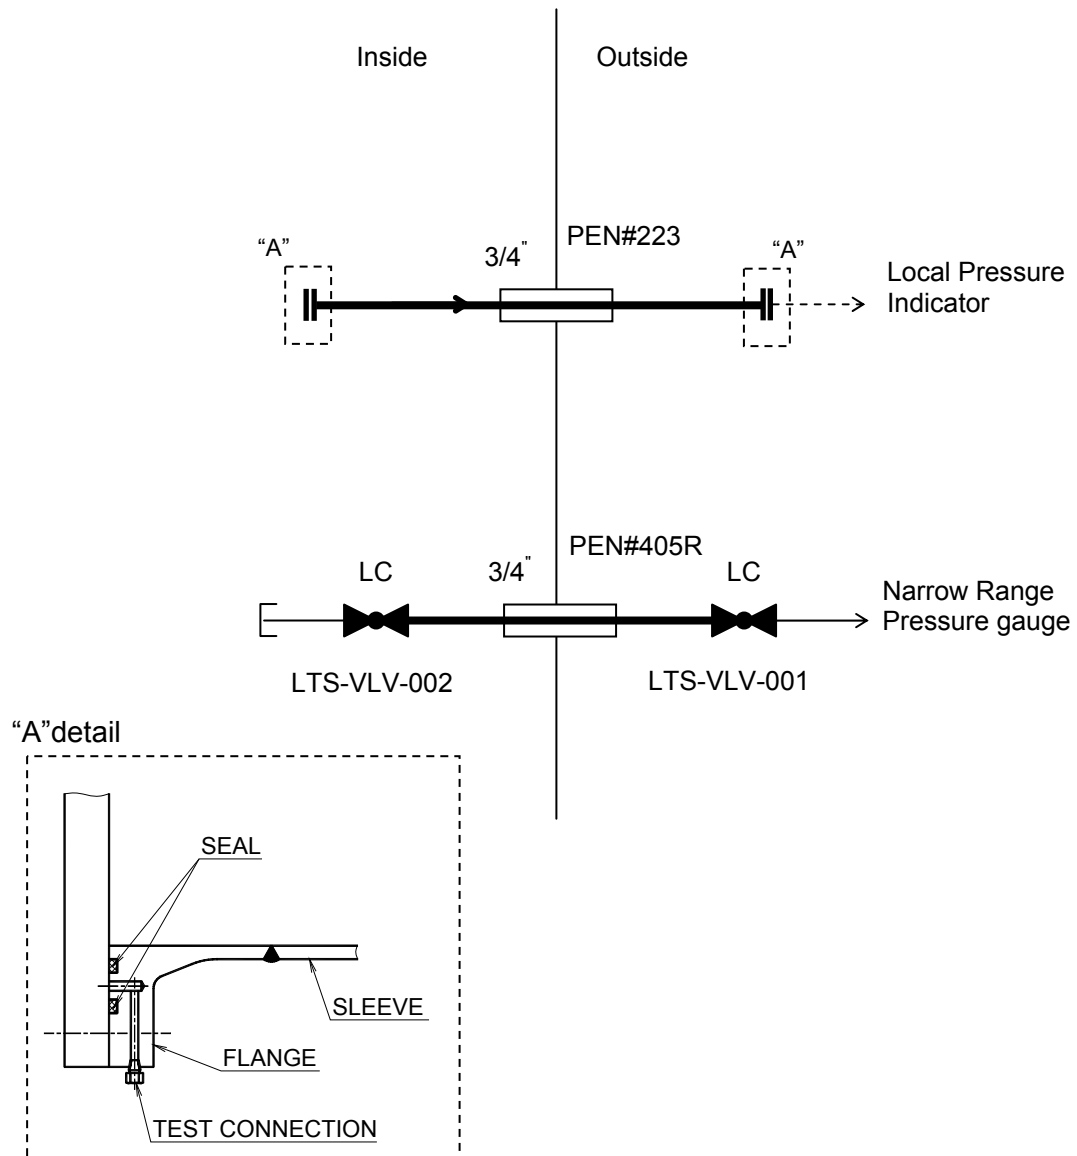 Inside
Outside
PEN#223
“A”
3/4"
“A”
Local Pressure
Indicator
PEN#405R
LC
3/4"
LC
Narrow Range
Pressure gauge
LTS-VLV-002
LTS-VLV-001
“A”detail
SEAL
SLEEVE
FLANGE
TEST CONNECTION